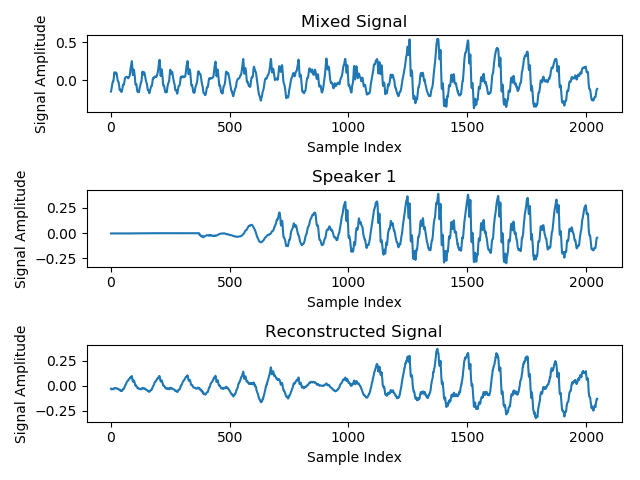 Mixed Signal
Signal Amplitude
0.5
0.0
0 500 1000 1500 2000
Sample Index
Speaker 1
Signal Amplitude
0.25
0.00
−0.25
0 500 1000 1500 2000
Sample Index
Reconstructed Signal
Signal Amplitude
0.25
0.00
−0.25
0 500 1000 1500 2000
Sample Index